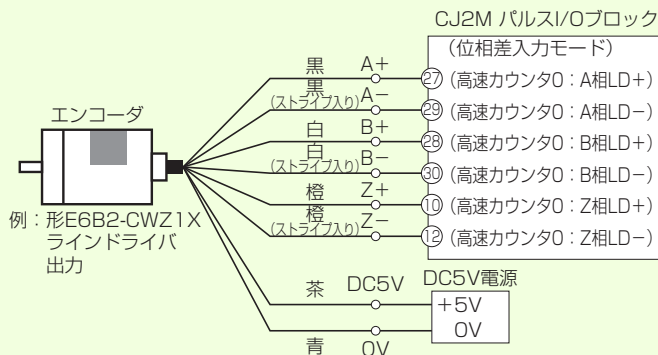 CJ2M パルスI/Oブロック
(位相差入力モード)
黒 A+ 27 (高速カウンタ0:A相LD+)
黒 (ストライプ入り) A− 29 (高速カウンタ0:A相LD−)
白 B+ 28 (高速カウンタ0:B相LD+)
白 (ストライプ入り) B− 30 (高速カウンタ0:B相LD−)
橙 Z+ 10 (高速カウンタ0:Z相LD+)
橙 (ストライプ入り) Z− 12 (高速カウンタ0:Z相LD−)
エンコーダ
例:形E6B2-CWZ1X
ラインドライバ
出力
茶 DC5V
青 0V
DC5V電源
+5V
0V